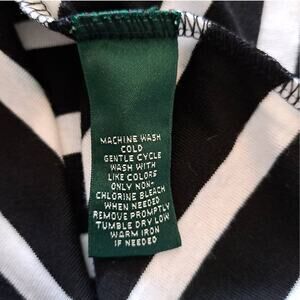 MACHINE WASH
COLD
GENTLE CYCLE
WASH WITH
LIKE COLORS
ONLY NON-
CHLORINE BLEACH
WHEN NEEDED
REMOVE PROMPTLY
TUMBLE DRY LOW
WARM IRON
IF NEEDED